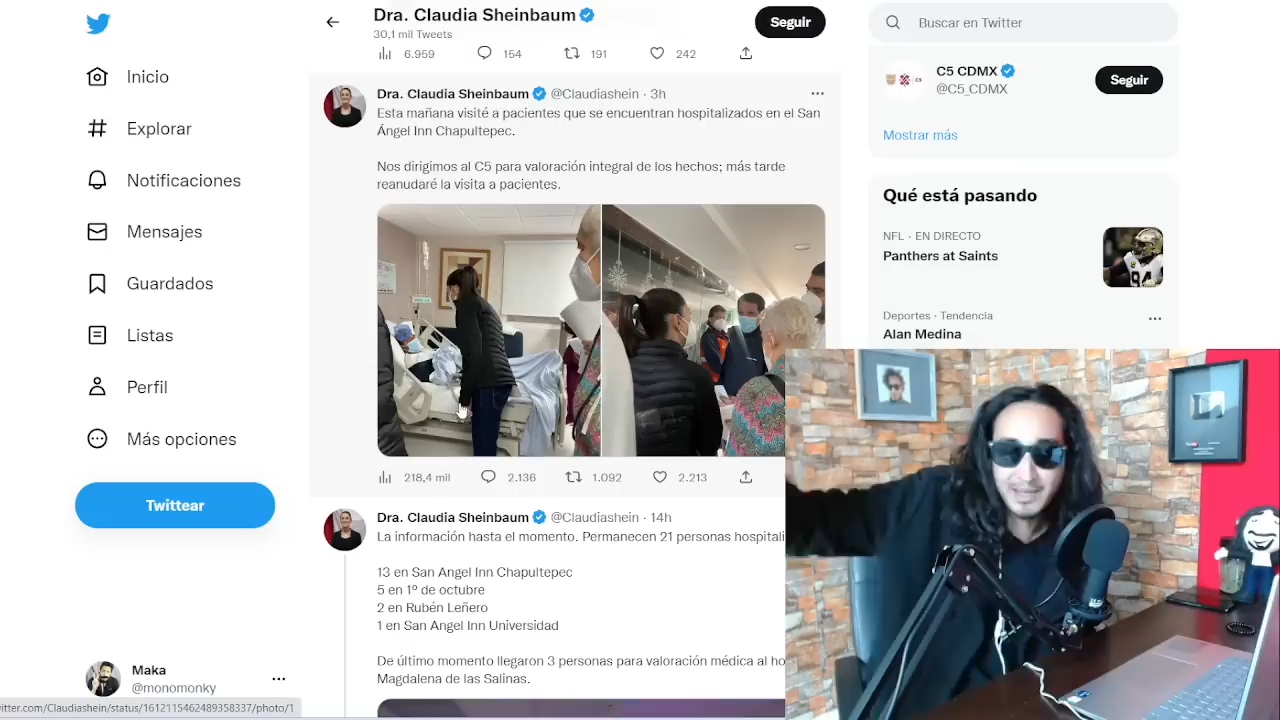 Inicio
Explorar
Notificaciones
Mensajes
Guardados
Listas
Perfil
Más opciones
Twittear
Maka
@monomonky
itter.com/Claudiashein/status/1612115462489358337/photo/1
Dra. Claudia Sheinbaum
30,1 mil Tweets
Seguir
6.959 154 191 242
Dra. Claudia Sheinbaum @Claudiashein · 3h
Esta mañana visité a pacientes que se encuentran hospitalizados en el San
Ángel Inn Chapultepec.
Nos dirigimos al C5 para valoración integral de los hechos; más tarde
reanudaré la visita a pacientes.
218,4 mil 2.136 1.092 2.213
Dra. Claudia Sheinbaum @Claudiashein · 14h
La información hasta el momento. Permanecen 21 personas hospitali
13 en San Angel Inn Chapultepec
5 en 1º de octubre
2 en Rubén Leñero
1 en San Angel Inn Universidad
De último momento llegaron 3 personas para valoración médica al ho
Magdalena de las Salinas.
Buscar en Twitter
C5 CDMX
@C5_CDMX
Seguir
Mostrar más
Qué está pasando
NFL · EN DIRECTO
Panthers at Saints
Deportes · Tendencia
Alan Medina